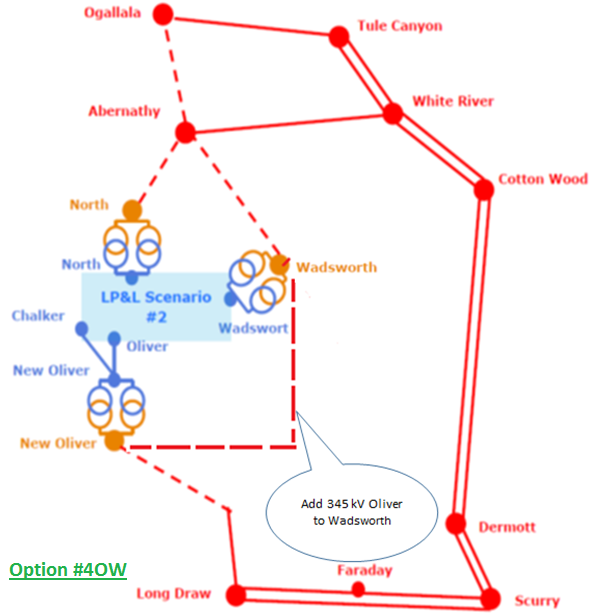 Ogallala
Tule Canyon
White River
Abernathy
Cotton Wood
North
North
Wadsworth
LP&L Scenario
#2
Wadswort
Chalker
Oliver
New Oliver
New Oliver
Add 345 kV Oliver
to Wadsworth
Dermott
Option #4OW
Faraday
Long Draw
Scurry